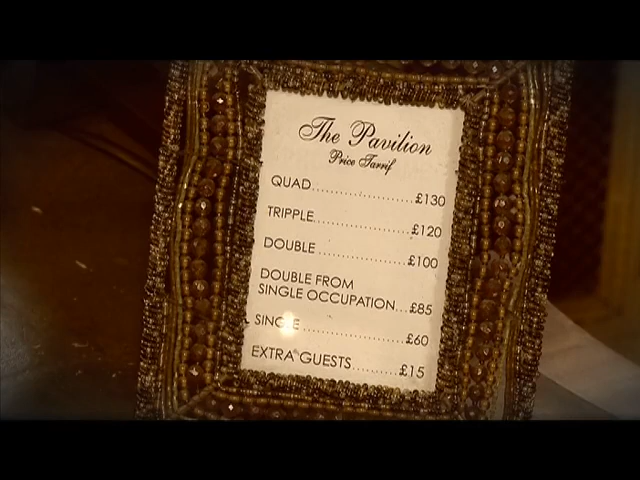 The Pavilion
Price Tarrif
QUAD......................£130
TRIPPLE....................£120
DOUBLE ..................£100
DOUBLE FROM
SINGLE OCCUPATION...£85
SINGLE .....................£60
EXTRA GUESTS..........£15